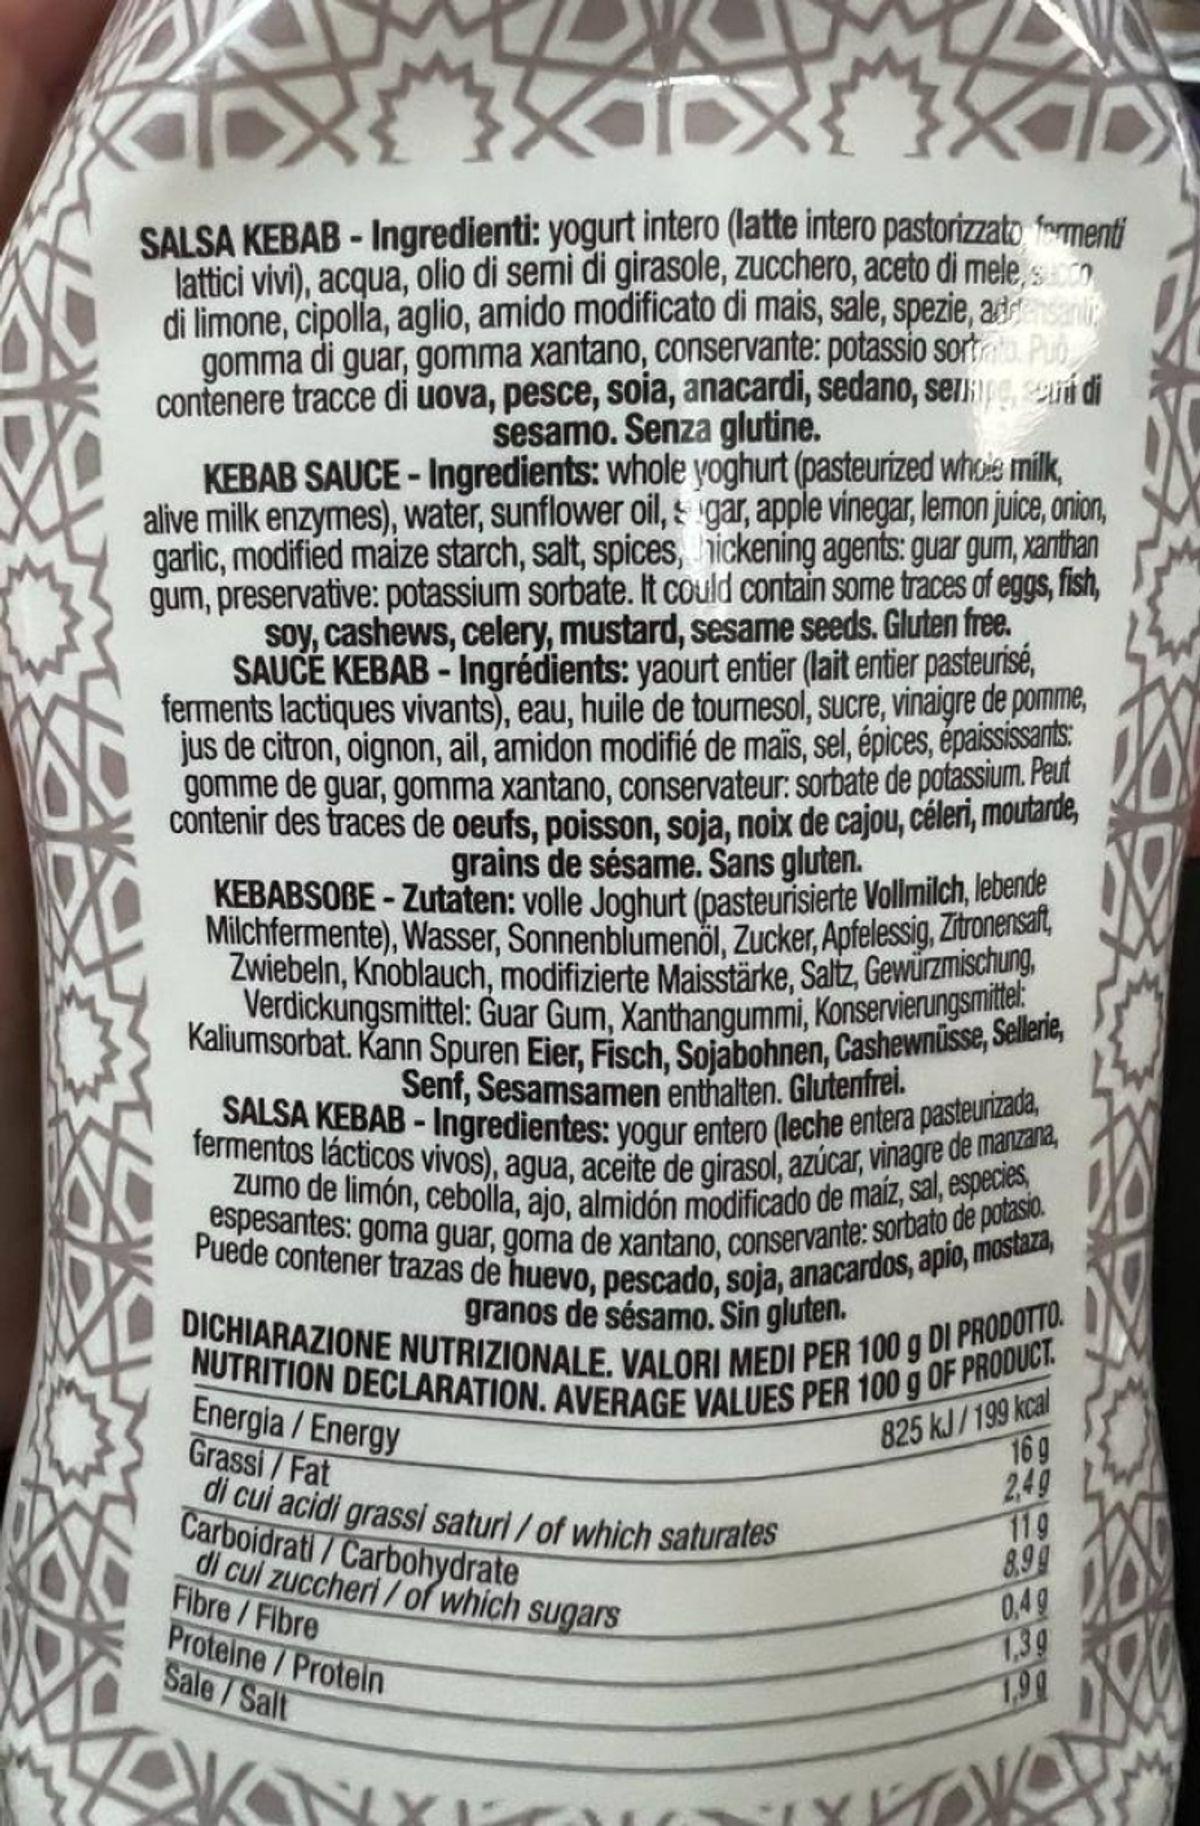 SALSA KEBAB - Ingredienti: yogurt intero (latte intero pastorizzato, fermenti
lattici vivi), acqua, olio di semi di girasole, zucchero, aceto di mele,
di limone, cipolla, aglio, amido modificato di mais, sale, spezie,
gomma di guar, gomma xantano, conservante: potassio Può
contenere tracce di uova, pesce, soia, anacardi, sedano, semi di
sesamo. Senza glutine.
KEBAB SAUCE - Ingredients: whole yoghurt (pasteurized whole milk,
alive milk enzymes), water, sunflower oil, sugar, apple vinegar, lemon juice, onion,
garlic, modified maize starch, salt, spices, thickening agents: guar gum, xanthan
gum, preservative: potassium sorbate. It could contain some traces of eggs, fish,
soy, cashews, celery, mustard, sesame seeds. Gluten free.
SAUCE KEBAB - Ingrédients: yaourt entier (lait entier pasteurisé,
ferments lactiques vivants), eau, huile de tournesol, sucre, vinaigre de pomme,
jus de citron, oignon, ail, amidon modifié de maïs, sel, épices, épaississants:
gomme de guar, gomma xantano, conservateur: sorbate de potassium. Peut
contenir des traces de oeufs, poisson, soja, noix de cajou, céleri, moutarde,
grains de sésame. Sans gluten.
KEBABSOßE - Zutaten: volle Joghurt (pasteurisierte Vollmilch, lebende
Milchfermente), Wasser, Sonnenblumenöl, Zucker, Apfelessig, Zitronensaft,
Zwiebeln, Knoblauch, modifizierte Maisstärke, Saltz, Gewürzmischung,
Verdickungsmittel: Guar Gum, Xanthangummi, Konservierungsmittel:
Kaliumsorbat. Kann Spuren Eier, Fisch, Sojabohnen, Cashewnüsse, Sellerie,
Senf, Sesamsamen enthalten. Glutenfrei.
SALSA KEBAB - Ingredientes: yogur entero (leche entera pasteurizada,
fermentos lácticos vivos), agua, aceite de girasol, azúcar, vinagre de manzana,
zumo de limón, cebolla, ajo, almidón modificado de maíz, sal, especies,
espesantes: goma guar, goma de xantano, conservante: sorbato de potasio.
Puede contener trazas de huevo, pescado, soja, anacardos, apio, mostaza,
granos de sésamo. Sin gluten.
DICHIARAZIONE NUTRIZIONALE. VALORI MEDI PER 100 g DI PRODOTTO.
NUTRITION DECLARATION. AVERAGE VALUES PER 100 g OF PRODUCT.
Energia / Energy 825 kJ / 199 kcal
Grassi / Fat 16 g
di cui acidi grassi saturi / of which saturates 2,4 g
Carboidrati / Carbohydrate 11 g
di cui zuccheri / of which sugars 8,9 g
Fibre / Fibre 0,4 g
Proteine / Protein 1,3 g
Sale / Salt 1,9 g